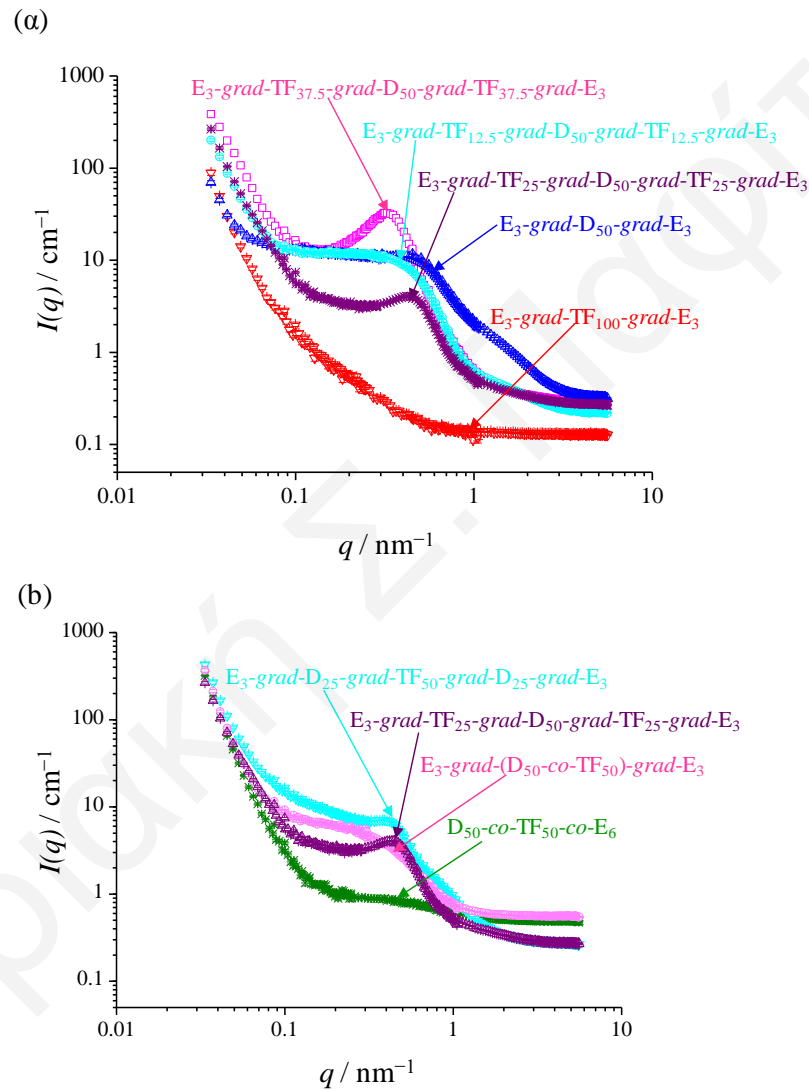 (α)
1000
100
10
1
0.1
I(q) / cm⁻¹
E₃-grad-TF₃₇.₅-grad-D₅₀-grad-TF₃₇.₅-grad-E₃
E₃-grad-TF₁₂.₅-grad-D₅₀-grad-TF₁₂.₅-grad-E₃
E₃-grad-TF₂₅-grad-D₅₀-grad-TF₂₅-grad-E₃
E₃-grad-D₅₀-grad-E₃
E₃-grad-TF₁₀₀-grad-E₃
0.01 0.1 1 10
q / nm⁻¹
(b)
1000
100
10
1
0.1
I(q) / cm⁻¹
E₃-grad-D₂₅-grad-TF₅₀-grad-D₂₅-grad-E₃
E₃-grad-TF₂₅-grad-D₅₀-grad-TF₂₅-grad-E₃
E₃-grad-(D₅₀-co-TF₅₀)-grad-E₃
D₅₀-co-TF₅₀-co-E₆
0.01 0.1 1 10
q / nm⁻¹